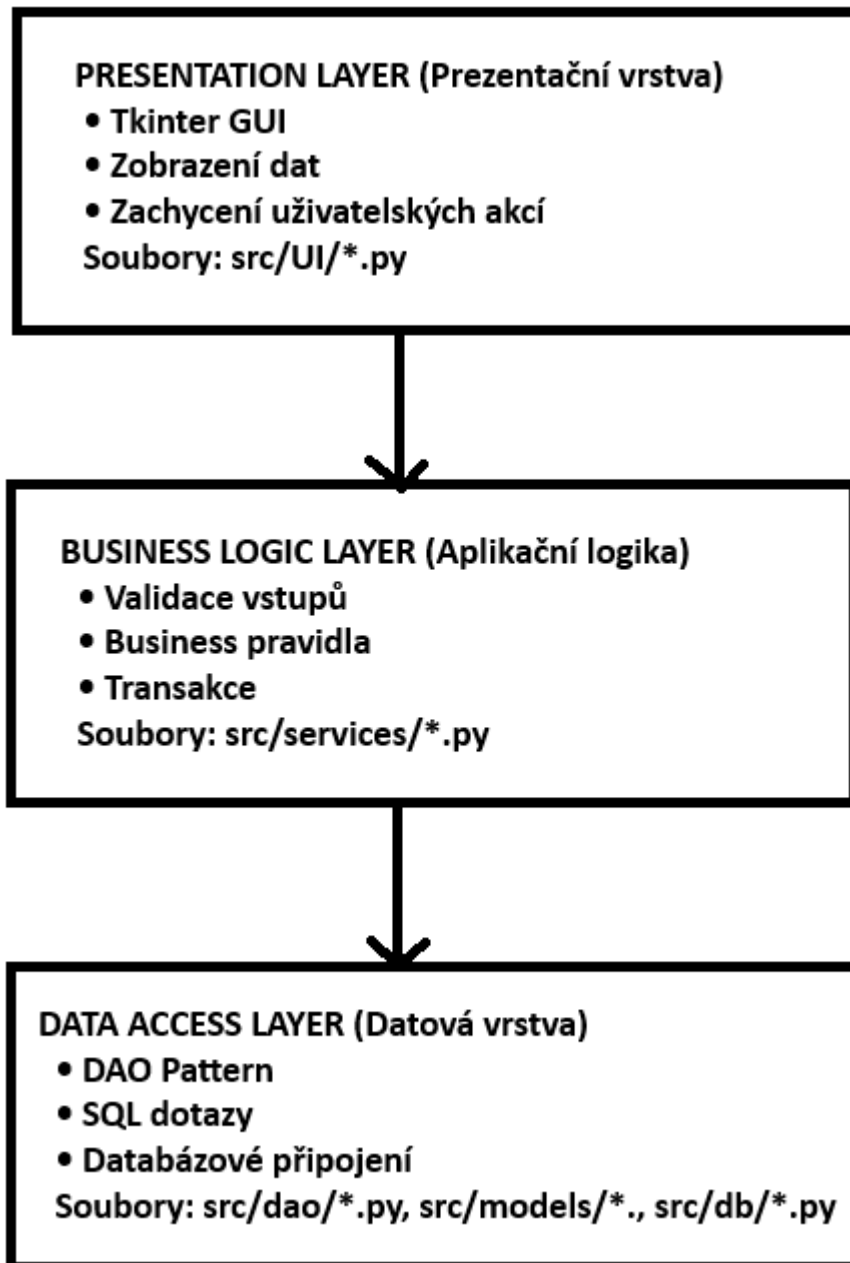 PRESENTATION LAYER (Prezentační vrstva)
• Tkinter GUI
• Zobrazení dat
• Zachycení uživatelských akcí
Soubory: src/UI/*.py
BUSINESS LOGIC LAYER (Aplikační logika)
• Validace vstupů
• Business pravidla
• Transakce
Soubory: src/services/*.py
DATA ACCESS LAYER (Datová vrstva)
• DAO Pattern
• SQL dotazy
• Databázové připojení
Soubory: src/dao/*.py, src/models/*., src/db/*.py